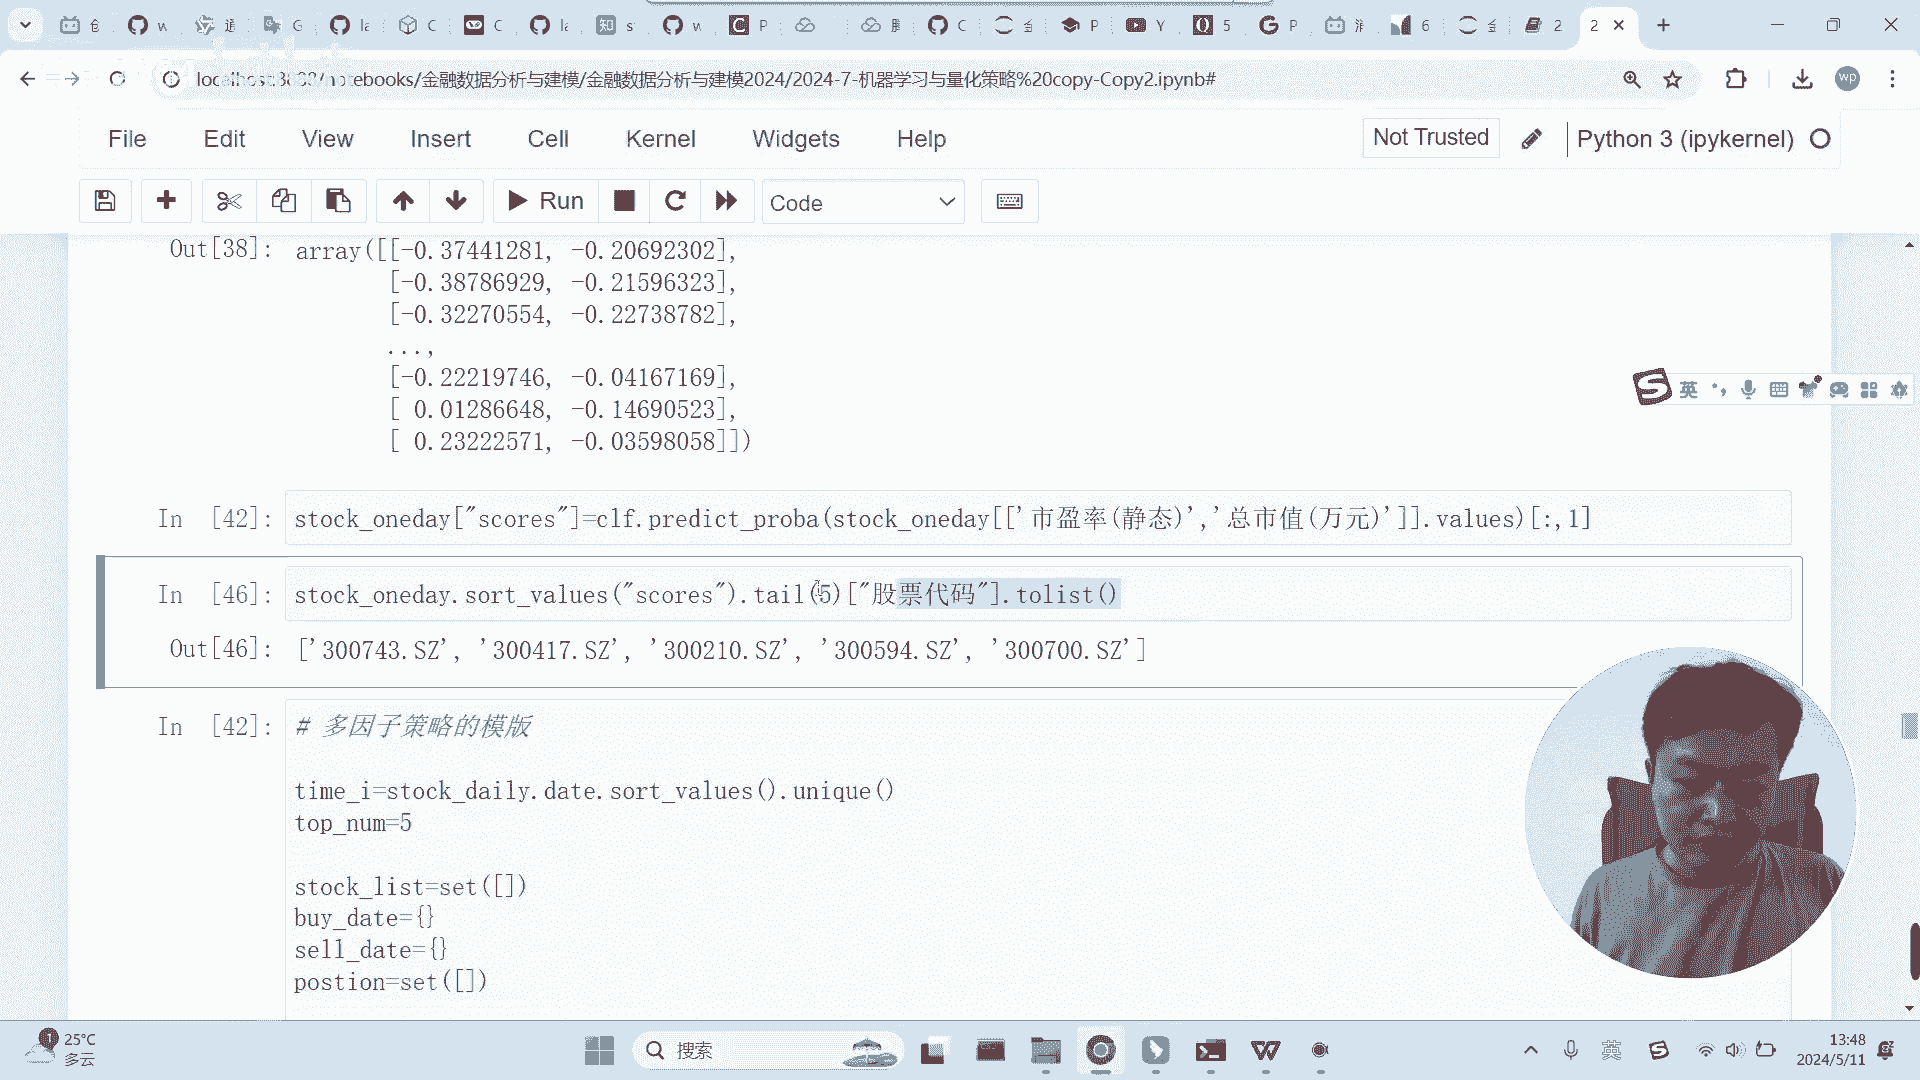 localhost:8888/notebooks/金融数据分析与建模/金融数据分析与建模2024/2024-7-机器学习与量化策略%20copy-Copy2.ipynb#
wp
File Edit View Insert Cell Kernel Widgets Help
Not Trusted
Python 3 (ipykernel)
Run
Code
Out[38]: array([[-0.37441281, -0.20692302],
[-0.38786929, -0.21596323],
[-0.32270554, -0.22738782],
...,
[-0.22219746, -0.04167169],
[ 0.01286648, -0.14690523],
[ 0.23222571, -0.03598058]])
英
In [42]: stock_oneday["scores"]=clf.predict_proba(stock_oneday[['市盈率(静态)','总市值(万元)']].values)[:,1]
In [46]: stock_oneday.sort_values("scores").tail(5)["股票代码"].tolist()
Out[46]: ['300743.SZ', '300417.SZ', '300210.SZ', '300594.SZ', '300700.SZ']
In [42]: # 多因子策略的模版
time_i=stock_daily.date.sort_values().unique()
top_num=5
stock_list=set([])
buy_date={}
sell_date={}
postion=set([])
1
25°C
多云
搜索
英
13:48
2024/5/11